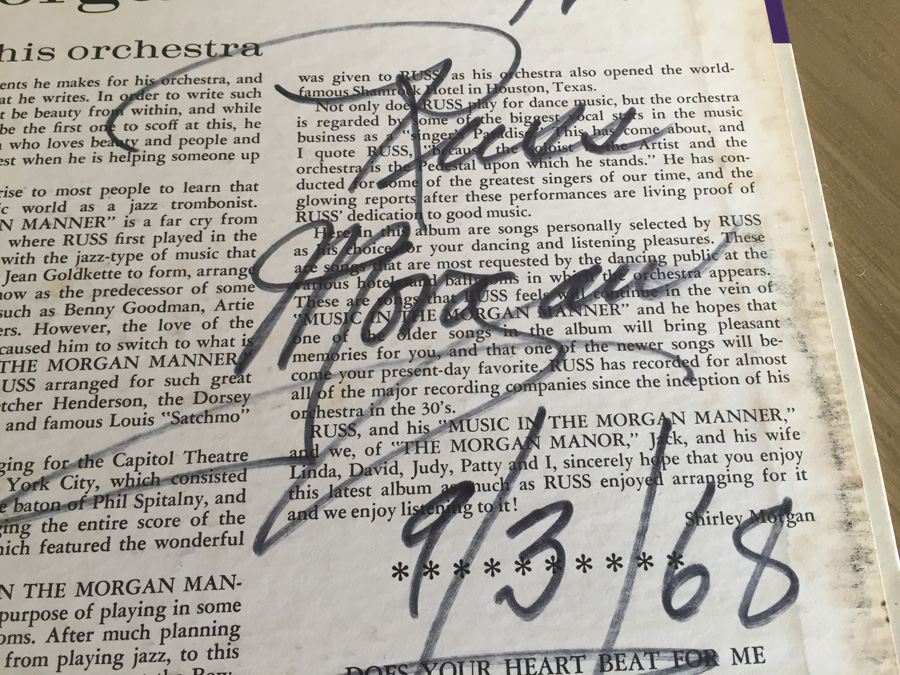 his orchestra
ents he makes for his orchestra, and
at he writes. In order to write such
t be beauty from within, and while
be the first one to scoff at this, he
who loves beauty and people and
est when he is helping someone up
rise to most people to learn that
ic world as a jazz trombonist.
N MANNER" is a far cry from
where RUSS first played in the
with the jazz-type of music that
Jean Goldkette to form, arrange
now as the predecessor of some
such as Benny Goodman, Artie
ers. However, the love of the
caused him to switch to what is
THE MORGAN MANNER,"
USS arranged for such great
tcher Henderson, the Dorsey
and famous Louis "Satchmo"
ging for the Capitol Theatre
York City, which consisted
e baton of Phil Spitalny, and
ging the entire score of the
hich featured the wonderful
N THE MORGAN MAN-
purpose of playing in some
oms. After much planning
from playing jazz, to this
was given to RUSS, as his orchestra also opened the world-
famous Shamrock Hotel in Houston, Texas.
Not only does RUSS play for dance music, but the orchestra
is regarded by some of the biggest vocal stars in the music
business as a "singer's Paradise." This has come about, and
I quote RUSS, "because the soloist is the Artist and the
orchestra is the Pedestal upon which he stands." He has con-
ducted for some of the greatest singers of our time, and the
glowing reports after these performances are living proof of
RUSS' dedication to good music.
Here in this album are songs personally selected by RUSS
as his choice for your dancing and listening pleasures. These
are songs that are most requested by the dancing public at the
various hotel and ballrooms in which the orchestra appears.
These are songs that RUSS feels will continue in the vein of
"MUSIC IN THE MORGAN MANNER" and he hopes that
one of the older songs in the album will bring pleasant
memories for you, and that one of the newer songs will be-
come your present-day favorite. RUSS has recorded for almost
all of the major recording companies since the inception of his
orchestra in the 30's.
RUSS, and his "MUSIC IN THE MORGAN MANNER,"
and we, of "THE MORGAN MANOR," Jack, and his wife
Linda, David, Judy, Patty and I, sincerely hope that you enjoy
this latest album as much as RUSS enjoyed arranging for it
and we enjoy listening to it!
Shirley Morgan
* * * * * * * * * *
DOES YOUR HEART BEAT FOR ME
Russ
Morgan
9/3/68